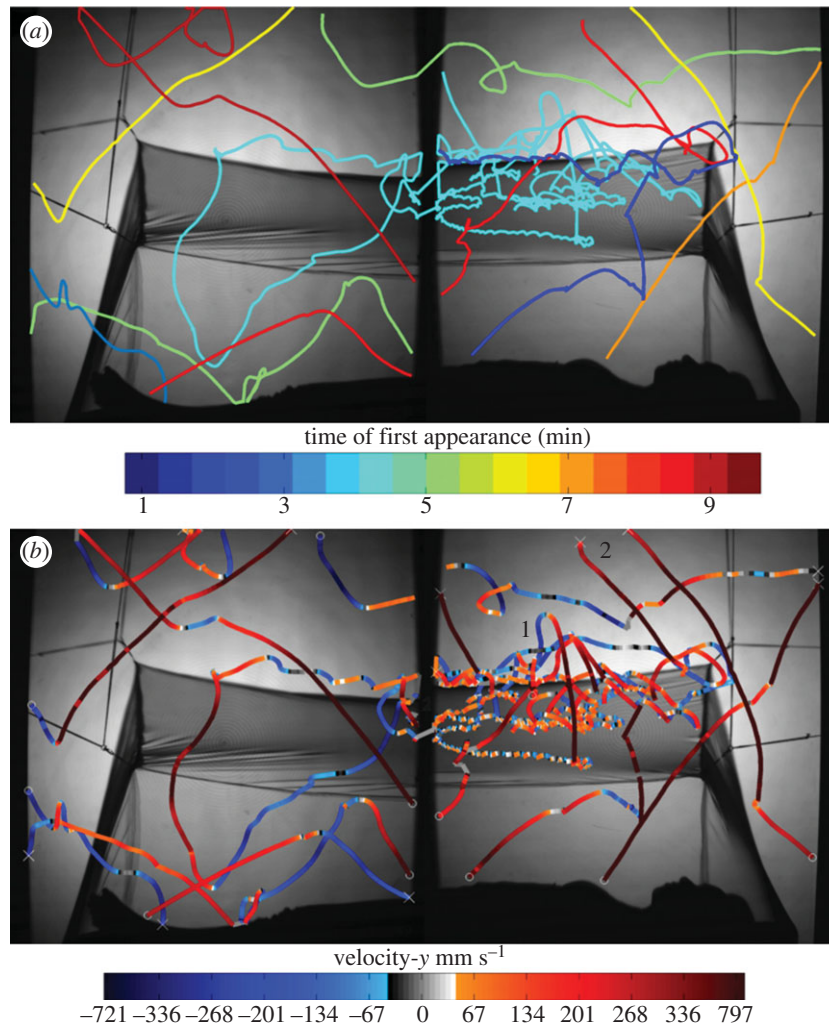 (a)
time of first appearance (min)
1 3 5 7 9
(b)
2
1
velocity-y mm s⁻¹
−721 −336 −268 −201 −134 −67 0 67 134 201 268 336 797